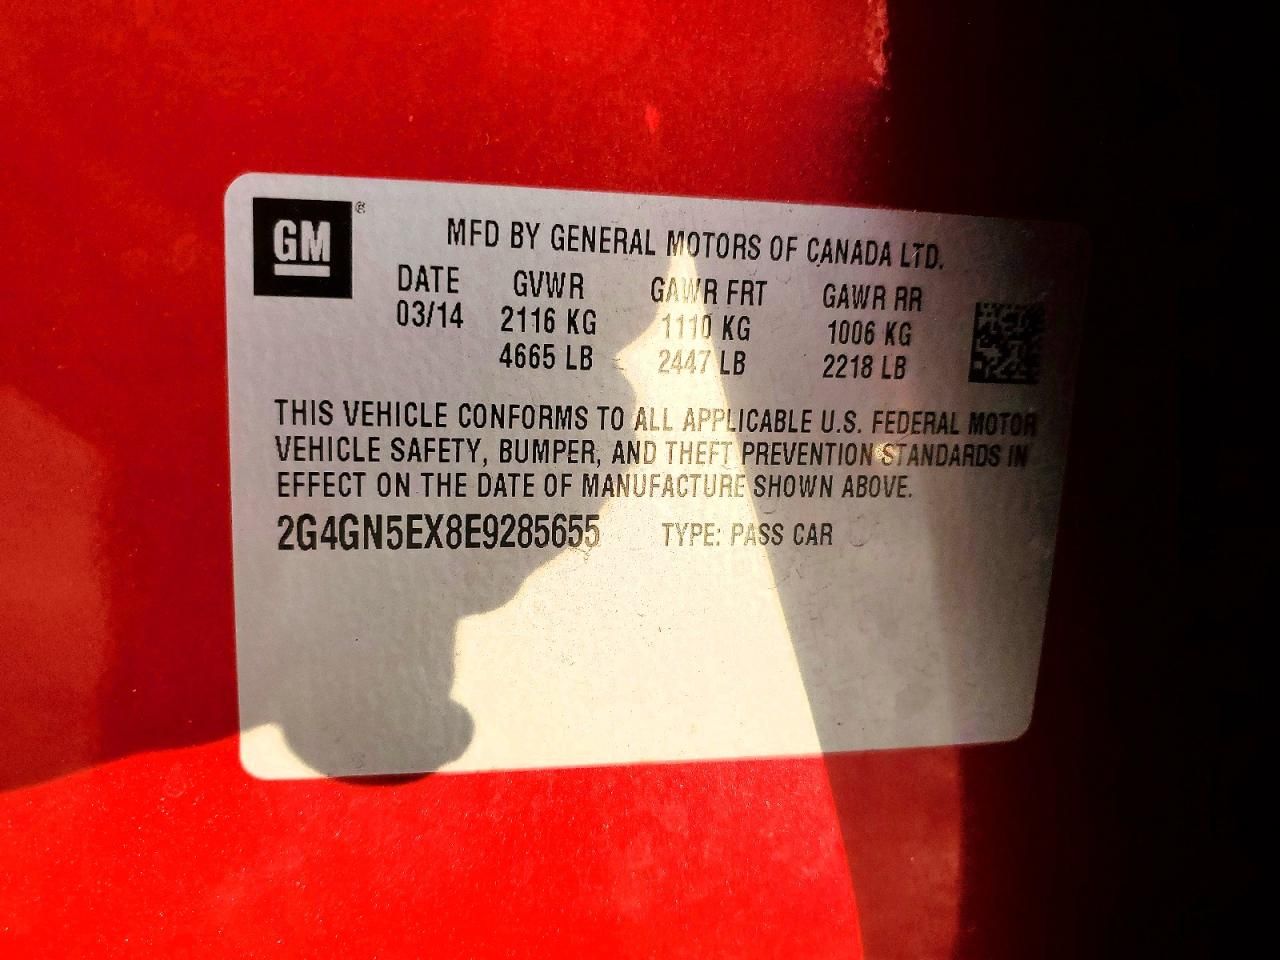 GM ®
MFD BY GENERAL MOTORS OF CANADA LTD.
DATE GVWR GAWR FRT GAWR RR
03/14 2116 KG 1110 KG 1006 KG
4665 LB 2447 LB 2218 LB
THIS VEHICLE CONFORMS TO ALL APPLICABLE U.S. FEDERAL MOTOR
VEHICLE SAFETY, BUMPER, AND THEFT PREVENTION STANDARDS IN
EFFECT ON THE DATE OF MANUFACTURE SHOWN ABOVE.
2G4GN5EX8E9285655 TYPE: PASS CAR